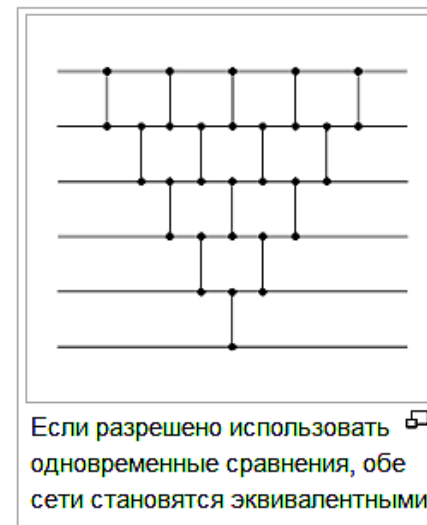 Если разрешено использовать
одновременные сравнения, обе
сети становятся эквивалентными